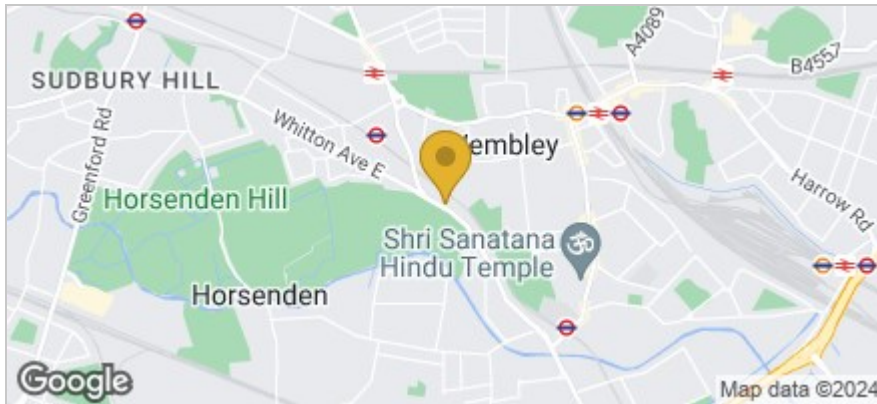 A4089
B4557
SUDBURY HILL
Whitton Ave E
Greenford Rd
embley
Horsenden Hill
Harrow Rd
Shri Sanatana
Hindu Temple
ॐ
Horsenden
Google
Map data ©2024